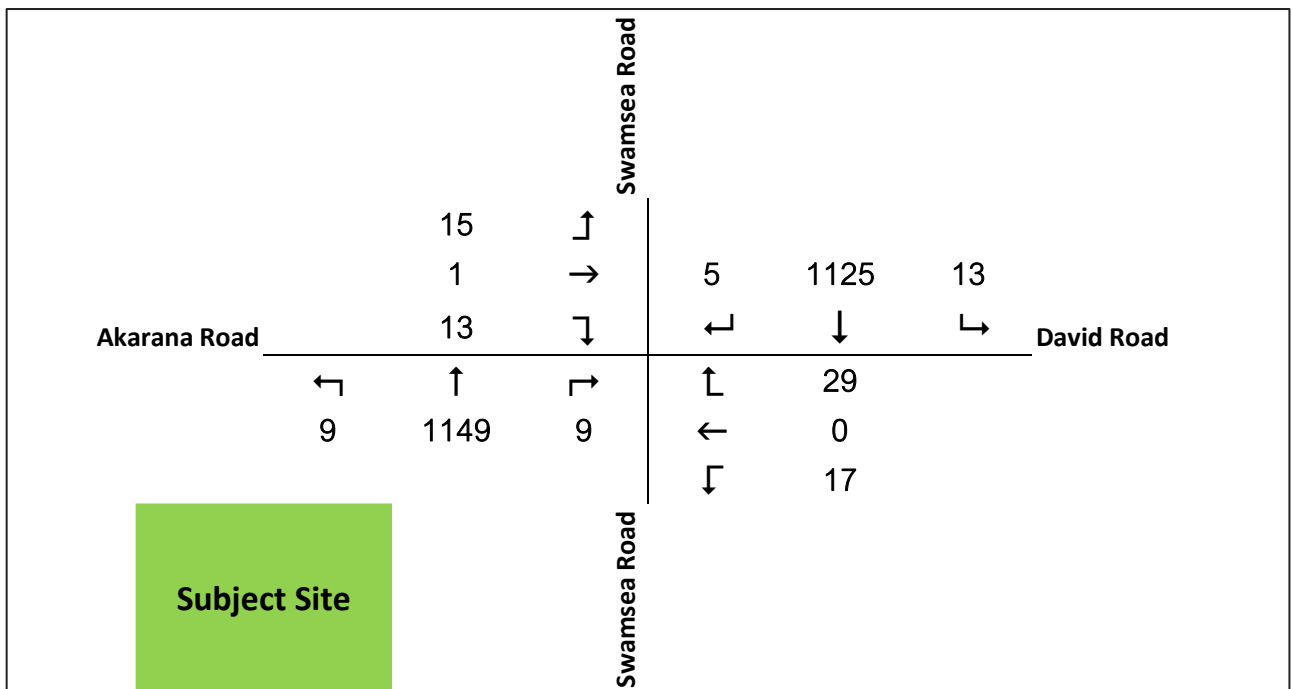 Swamsea Road
15
1
13
5 1125 13
Akarana Road
David Road
9 1149 9
29
0
17
Subject Site
Swamsea Road